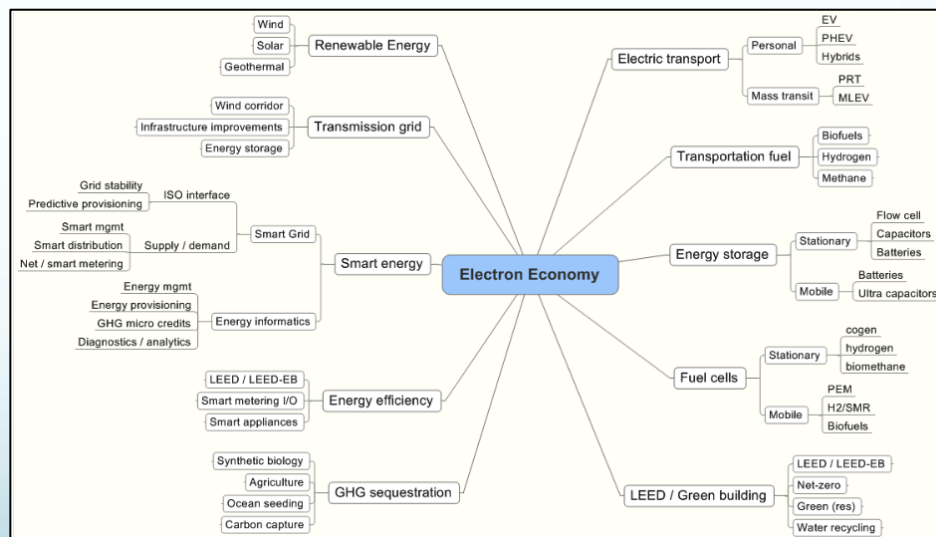 Electron Economy
Renewable Energy
Wind
Solar
Geothermal
Transmission grid
Wind corridor
Infrastructure improvements
Energy storage
Smart energy
Smart Grid
ISO interface
Grid stability
Predictive provisioning
Supply / demand
Smart mgmt
Smart distribution
Net / smart metering
Energy informatics
Energy mgmt
Energy provisioning
GHG micro credits
Diagnostics / analytics
Energy efficiency
LEED / LEED-EB
Smart metering I/O
Smart appliances
GHG sequestration
Synthetic biology
Agriculture
Ocean seeding
Carbon capture
Electric transport
Personal
EV
PHEV
Hybrids
Mass transit
PRT
MLEV
Transportation fuel
Biofuels
Hydrogen
Methane
Energy storage
Stationary
Flow cell
Capacitors
Batteries
Mobile
Batteries
Ultra capacitors
Fuel cells
Stationary
cogen
hydrogen
biomethane
Mobile
PEM
H2/SMR
Biofuels
LEED / Green building
LEED / LEED-EB
Net-zero
Green (res)
Water recycling